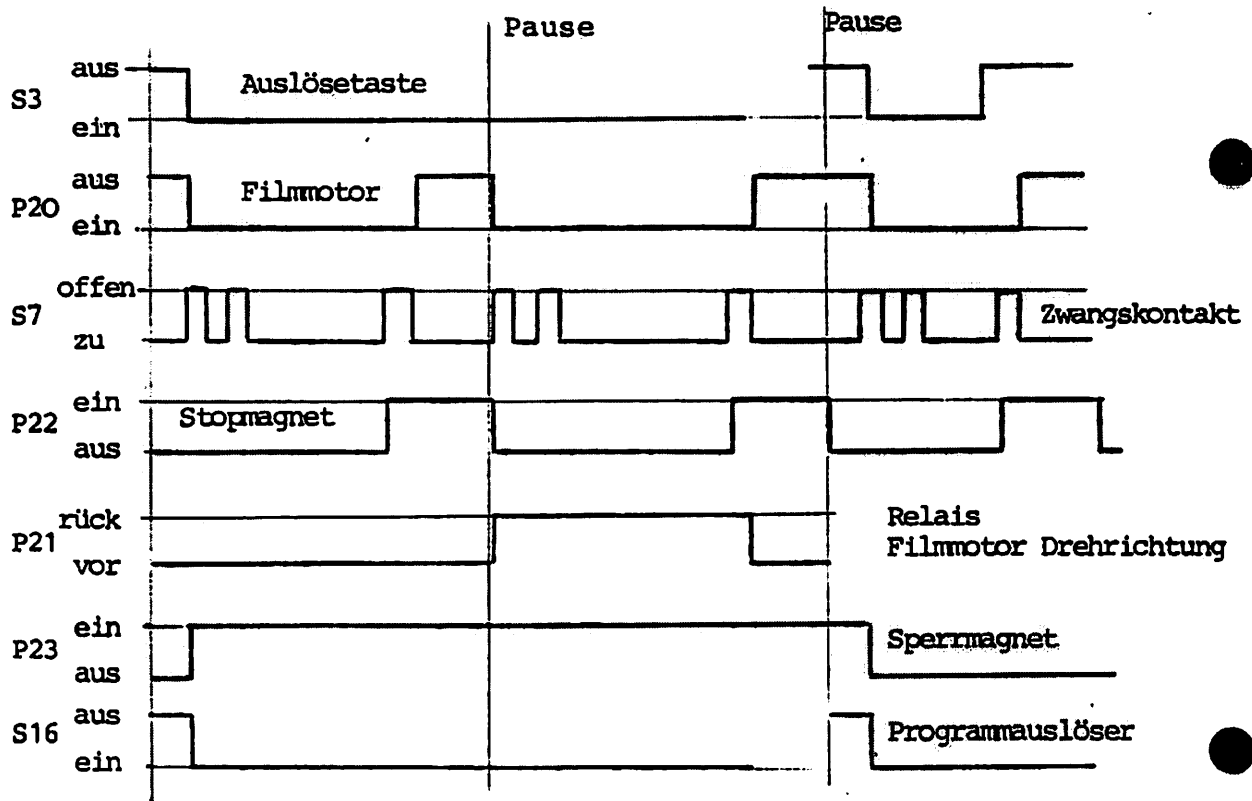 Pause
Pause
S3
aus
ein
Auslösetaste
P20
aus
ein
Filmmotor
S7
offen
zu
Zwangskontakt
P22
ein
aus
Stopmagnet
P21
rück
vor
Relais
Filmmotor Drehrichtung
P23
ein
aus
Sperrmagnet
S16
aus
ein
Programmauslöser